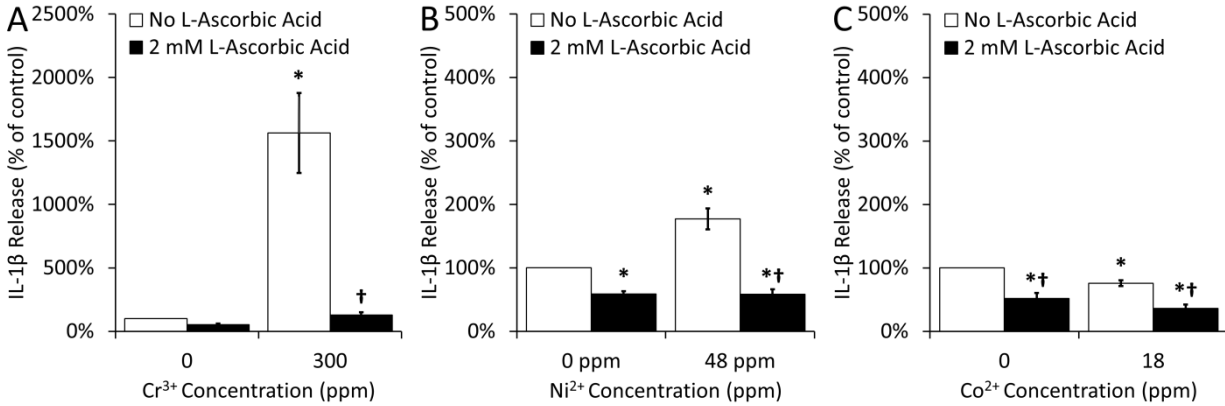 A
IL-1β Release (% of control)
2500%
2000%
1500%
1000%
500%
0%
No L-Ascorbic Acid
2 mM L-Ascorbic Acid
*
†
0
300
Cr³⁺ Concentration (ppm)
B
IL-1β Release (% of control)
500%
400%
300%
200%
100%
0%
No L-Ascorbic Acid
2 mM L-Ascorbic Acid
*
*
*†
0 ppm
48 ppm
Ni²⁺ Concentration (ppm)
C
IL-1β Release (% of control)
500%
400%
300%
200%
100%
0%
No L-Ascorbic Acid
2 mM L-Ascorbic Acid
*†
*
*†
0
18
Co²⁺ Concentration (ppm)